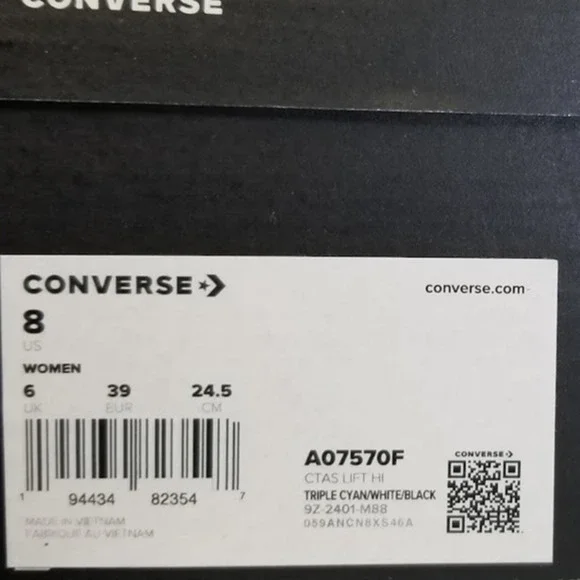 CONVERSE
CONVERSE
converse.com
8
US
WOMEN
6 39 24.5
UK EUR CM
1 94434 82354 7
MADE IN VIETNAM
FABRIQUÉ AU VIETNAM
A07570F
CTAS LIFT HI
TRIPLE CYAN/WHITE/BLACK
9Z-2401-M88
059ANCN8XS46A
CONVERSE